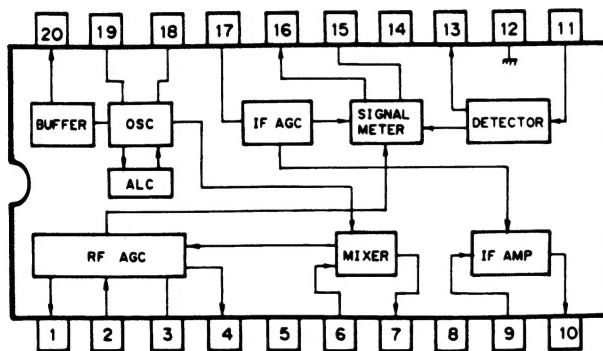 20 19 18 17 16 15 14 13 12 11
BUFFER OSC IF AGC SIGNAL METER DETECTOR
ALC
RF AGC MIXER IF AMP
1 2 3 4 5 6 7 8 9 10